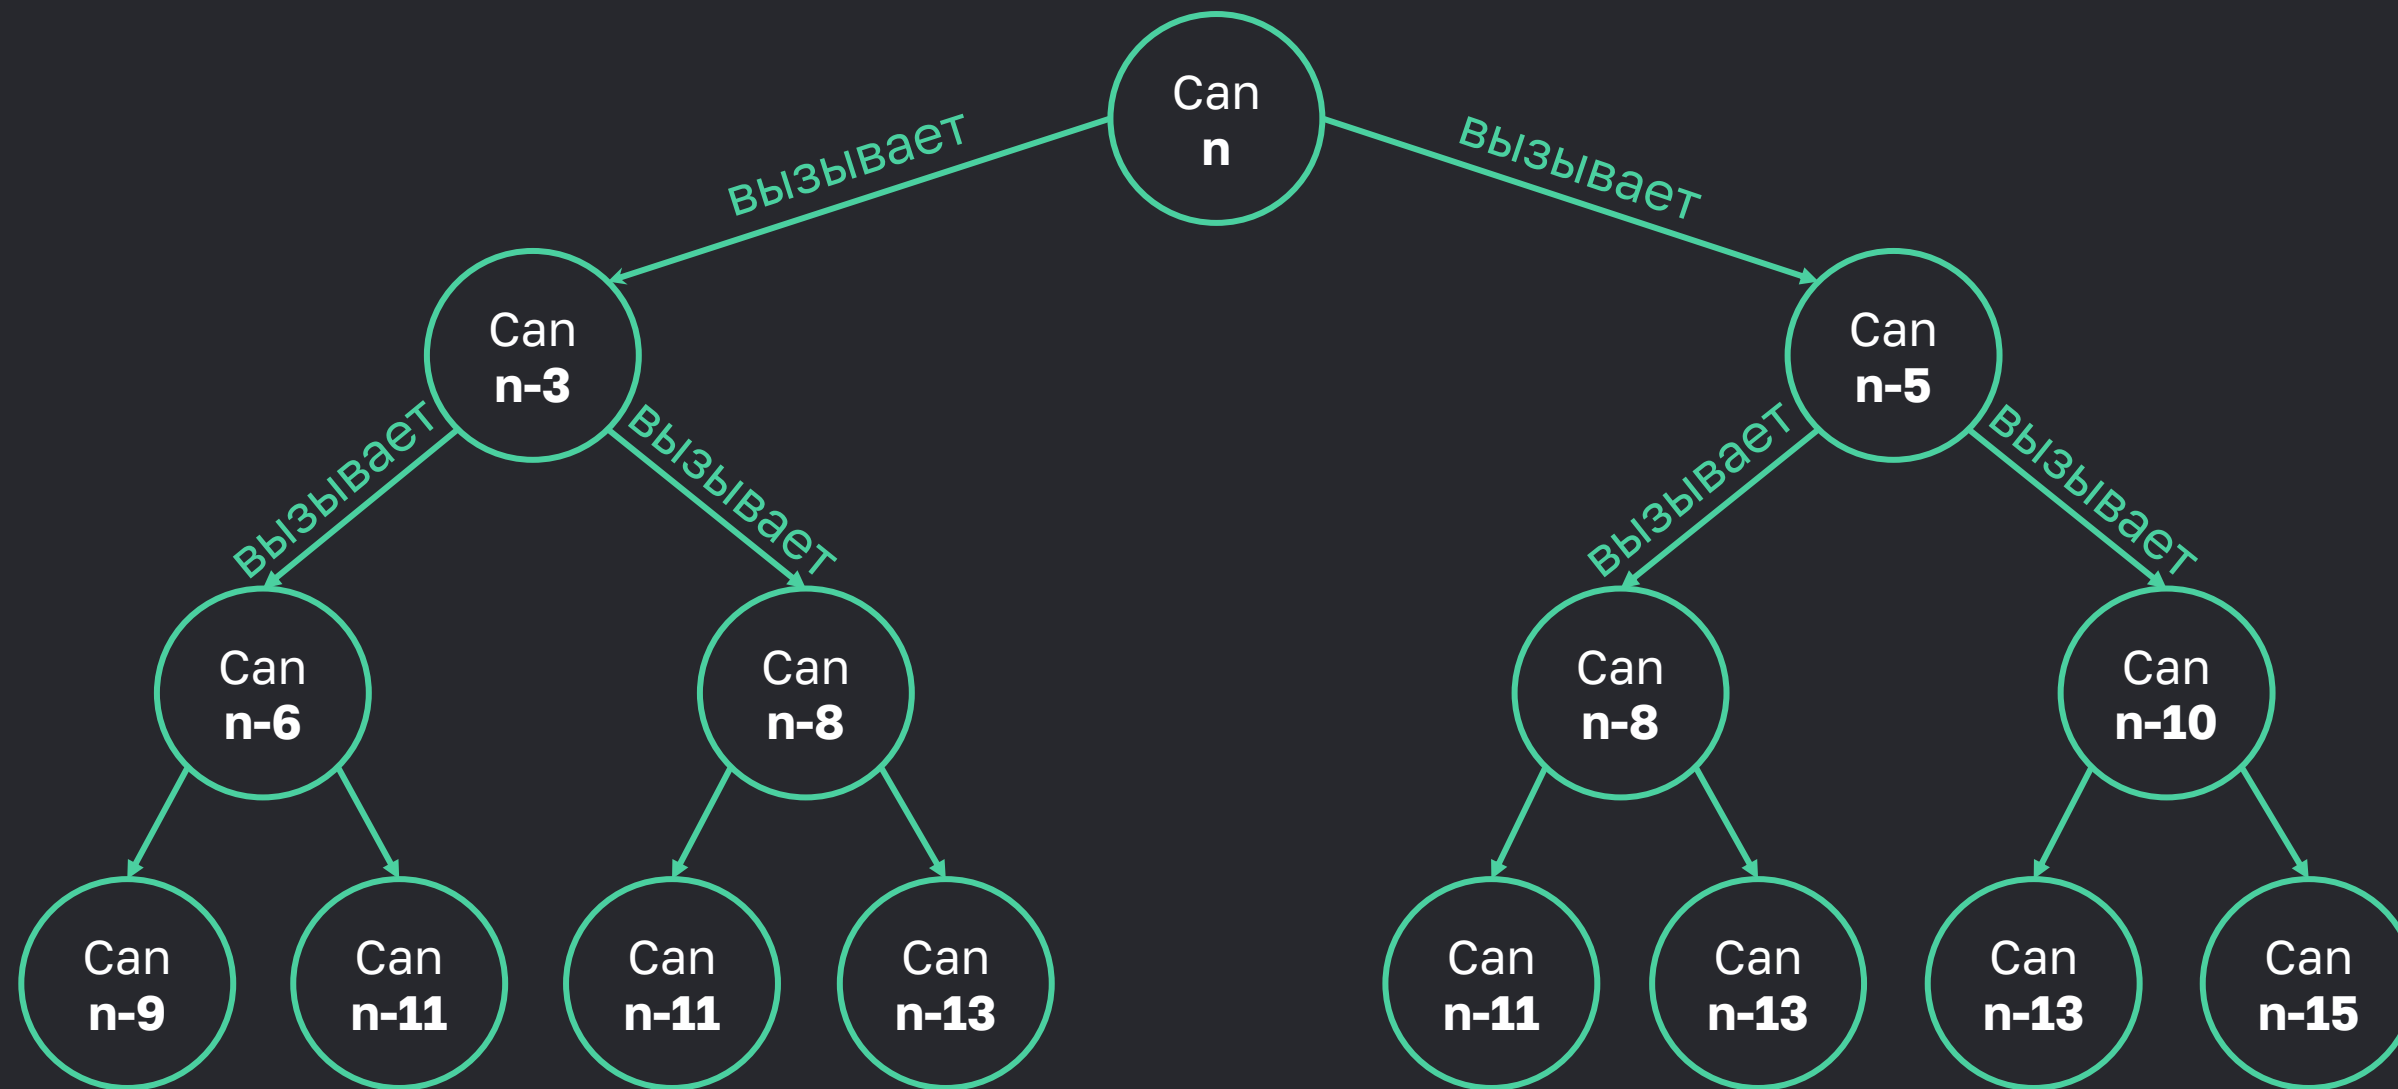 Can
n
вызывает
вызывает
Can
n-3
Can
n-5
вызывает
вызывает
вызывает
вызывает
Can
n-6
Can
n-8
Can
n-8
Can
n-10
Can
n-9
Can
n-11
Can
n-11
Can
n-13
Can
n-11
Can
n-13
Can
n-13
Can
n-15